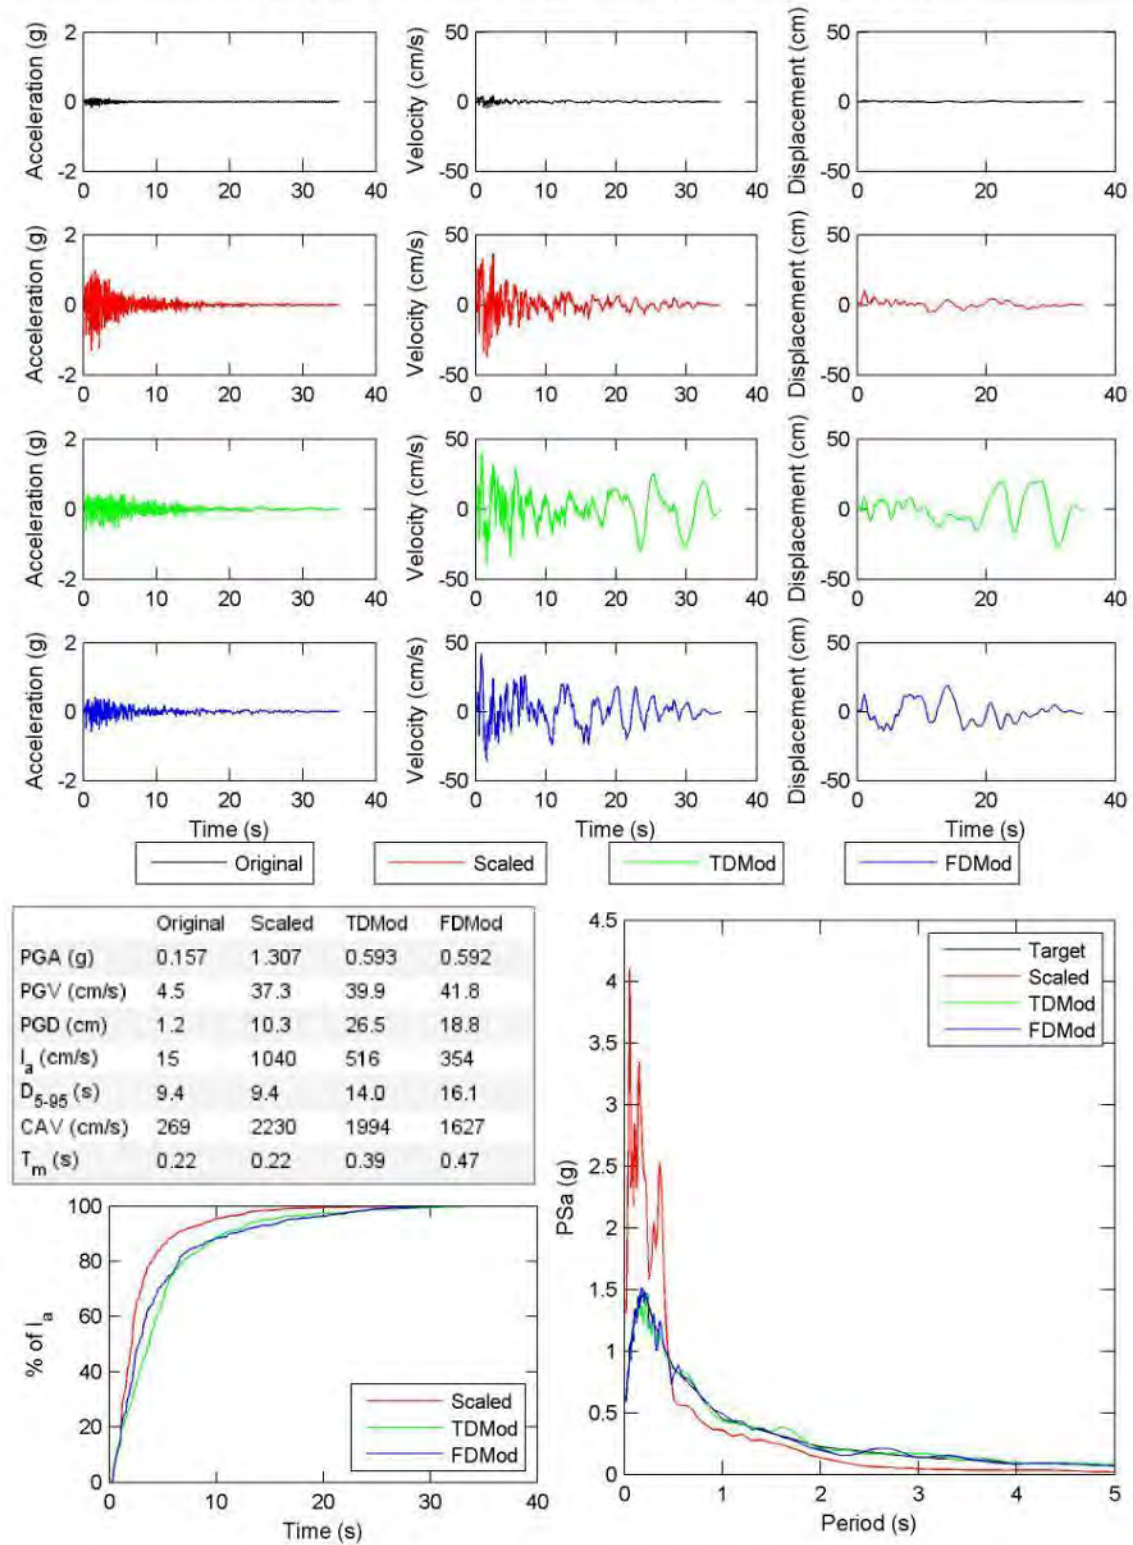 Acceleration (g)
2
0
-2
0 10 20 30 40
Velocity (cm/s)
50
0
-50
0 10 20 30 40
Displacement (cm)
50
0
-50
0 20 40
Acceleration (g)
2
0
-2
0 10 20 30 40
Velocity (cm/s)
50
0
-50
0 10 20 30 40
Displacement (cm)
50
0
-50
0 20 40
Acceleration (g)
2
0
-2
0 10 20 30 40
Velocity (cm/s)
50
0
-50
0 10 20 30 40
Displacement (cm)
50
0
-50
0 20 40
Acceleration (g)
2
0
-2
0 10 20 30 40
Time (s)
Velocity (cm/s)
50
0
-50
0 10 20 30 40
Time (s)
Displacement (cm)
50
0
-50
0 20 40
Time (s)
Original Scaled TDMod FDMod
Original Scaled TDMod FDMod
PGA (g) 0.157 1.307 0.593 0.592
PGV (cm/s) 4.5 37.3 39.9 41.8
PGD (cm) 1.2 10.3 26.5 18.8
Ia (cm/s) 15 1040 516 354
D5-95 (s) 9.4 9.4 14.0 16.1
CAV (cm/s) 269 2230 1994 1627
Tm (s) 0.22 0.22 0.39 0.47
% of Ia
100
80
60
40
20
0
0 10 20 30 40
Time (s)
Scaled
TDMod
FDMod
PSa (g)
4.5
4
3.5
3
2.5
2
1.5
1
0.5
0
0 1 2 3 4 5
Period (s)
Target
Scaled
TDMod
FDMod